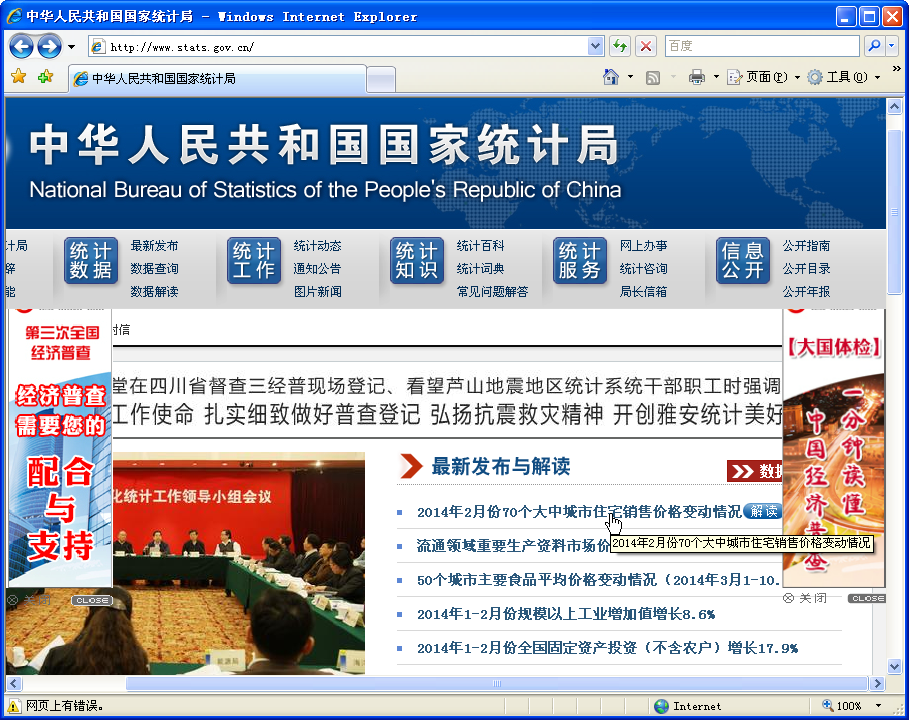 中华人民共和国国家统计局 - Windows Internet Explorer
http://www.stats.gov.cn/
百度
中华人民共和国国家统计局
页面(P)
工具(O)
中华人民共和国国家统计局
National Bureau of Statistics of the People's Republic of China
计局
能
统计数据
最新发布
数据查询
数据解读
统计工作
统计动态
通知公告
图片新闻
统计知识
统计百科
统计词典
常见问题解答
统计服务
网上办事
统计咨询
局长信箱
信息公开
公开指南
公开目录
公开年报
第三次全国
经济普查
经济普查
需要您的
配合
与
支持
关闭
CLOSE
时信
堂在四川省督查三经普现场登记、看望芦山地震地区统计系统干部职工时强调
工作使命 扎实细致做好普查登记 弘扬抗震救灾精神 开创雅安统计美好
化统计工作领导小组会议
能源局
最新发布与解读
数据
2014年2月份70个大中城市住宅销售价格变动情况
解读
2014年2月份70个大中城市住宅销售价格变动情况
流通领域重要生产资料市场价
50个城市主要食品平均价格变动情况（2014年3月1-10.
2014年1-2月份规模以上工业增加值增长8.6%
2014年1-2月份全国固定资产投资（不含农户）增长17.9%
【大国体检】
一分钟读懂
中国经济普查
关闭
CLOSE
网页上有错误。
Internet
100%